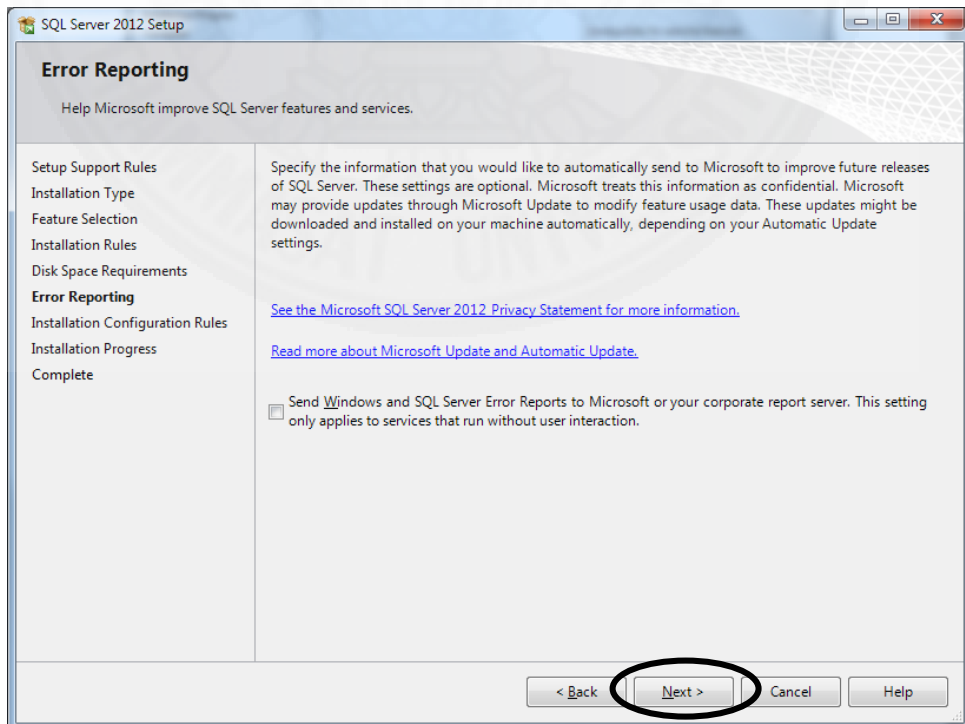 SQL Server 2012 Setup
Error Reporting
Help Microsoft improve SQL Server features and services.
Setup Support Rules
Installation Type
Feature Selection
Installation Rules
Disk Space Requirements
Error Reporting
Installation Configuration Rules
Installation Progress
Complete
Specify the information that you would like to automatically send to Microsoft to improve future releases
of SQL Server. These settings are optional. Microsoft treats this information as confidential. Microsoft
may provide updates through Microsoft Update to modify feature usage data. These updates might be
downloaded and installed on your machine automatically, depending on your Automatic Update
settings.
See the Microsoft SQL Server 2012 Privacy Statement for more information.
Read more about Microsoft Update and Automatic Update.
Send Windows and SQL Server Error Reports to Microsoft or your corporate report server. This setting
only applies to services that run without user interaction.
< Back Next > Cancel Help